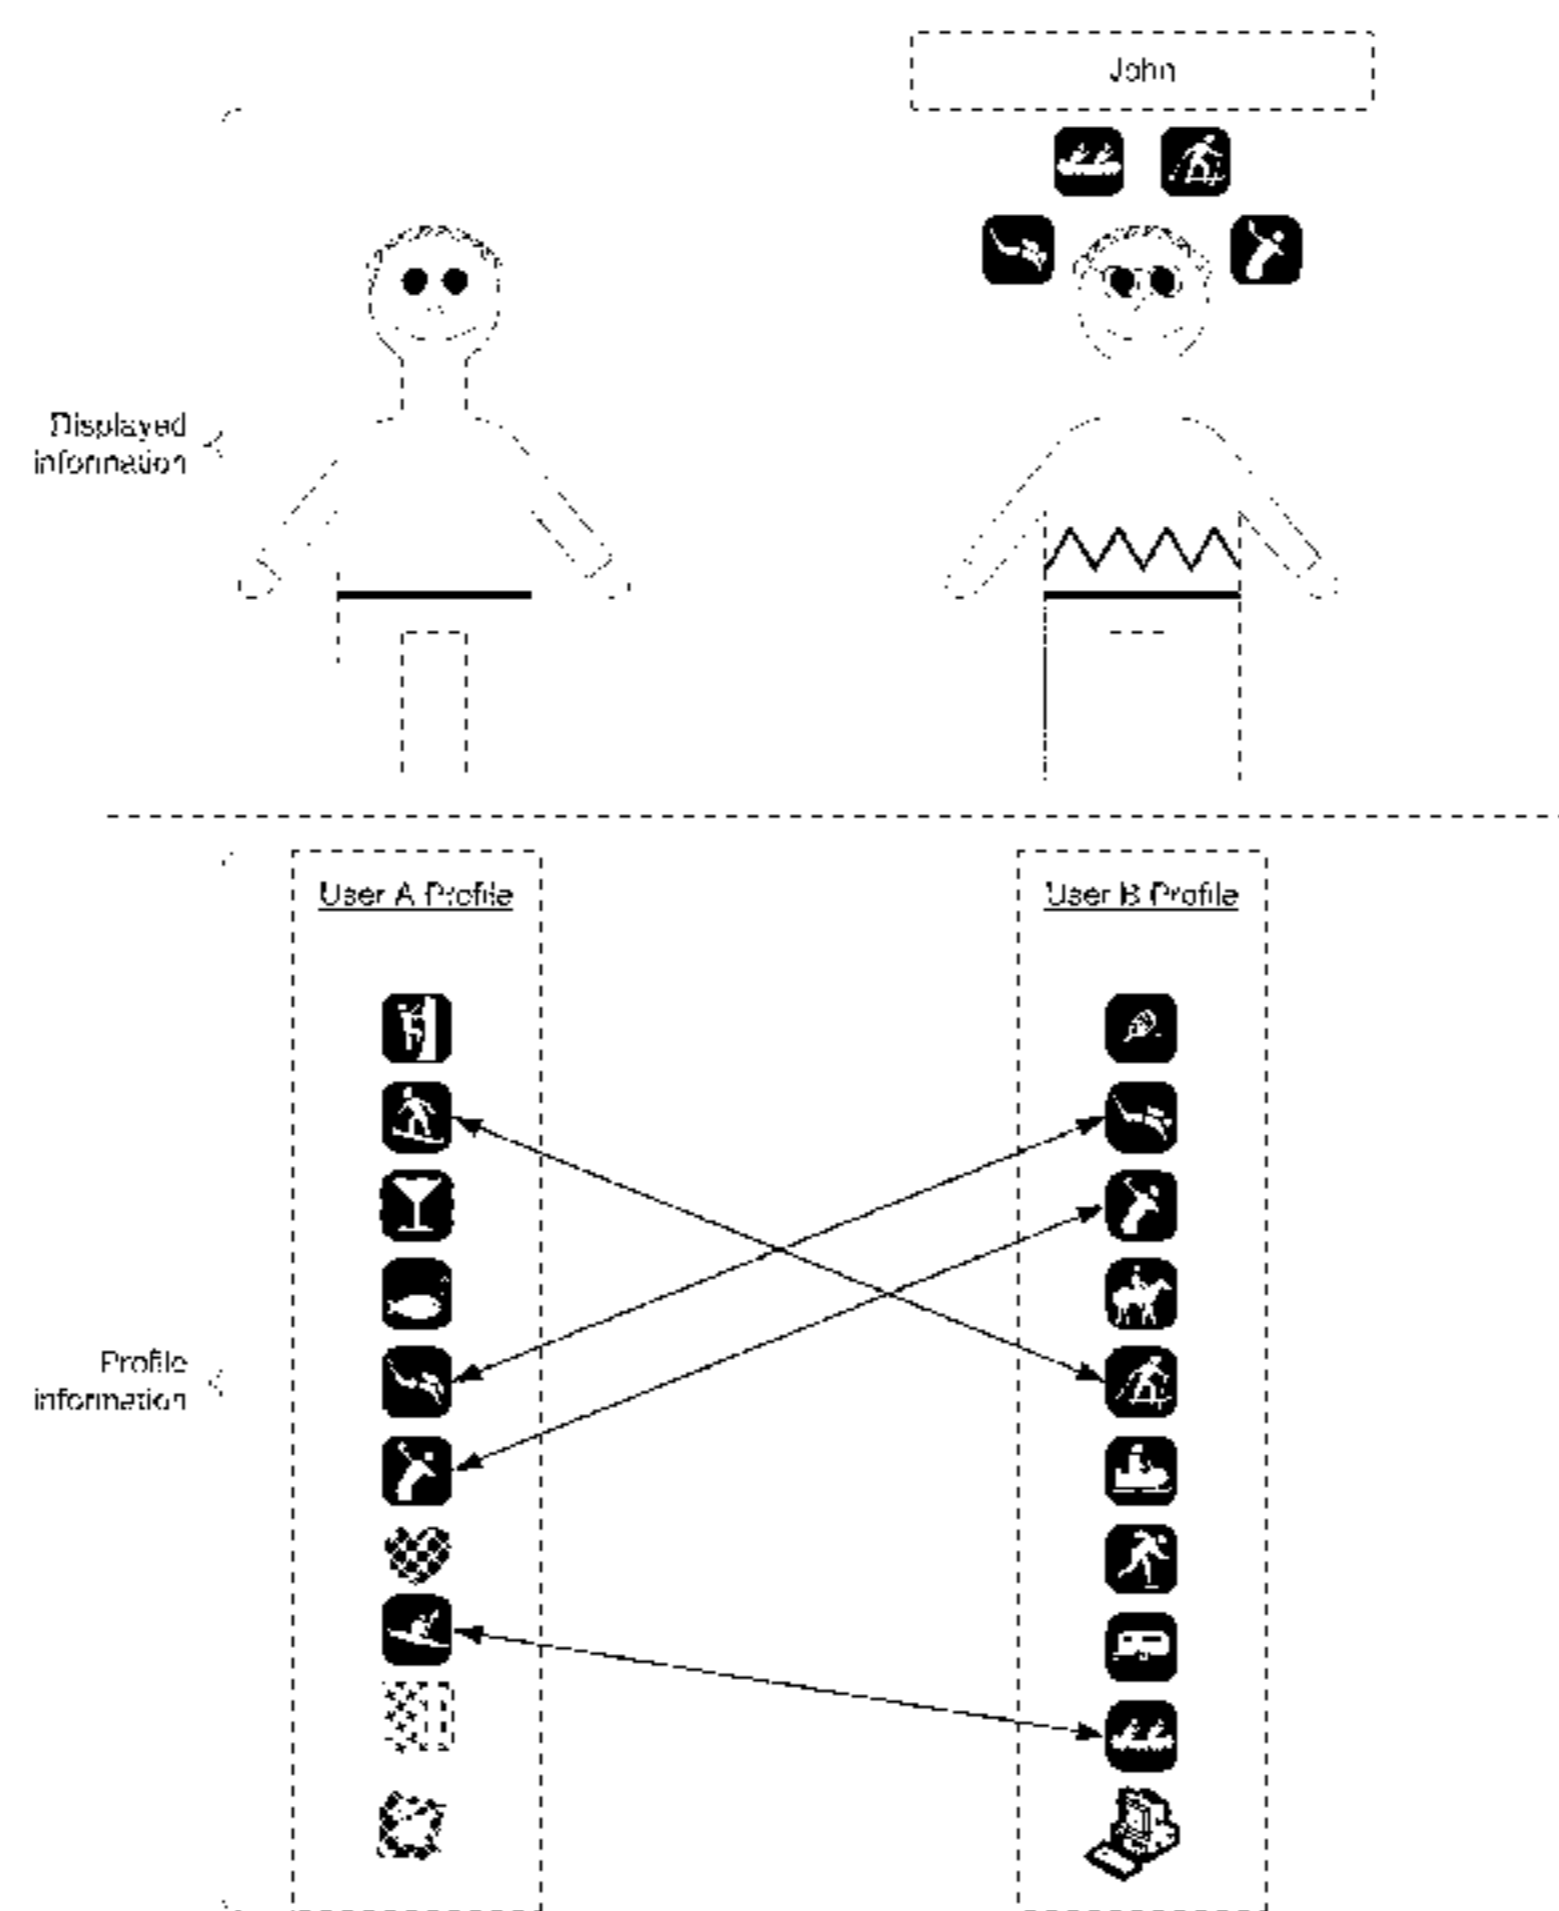 John
Displayed
information
User A Profile
User B Profile
Profile
information